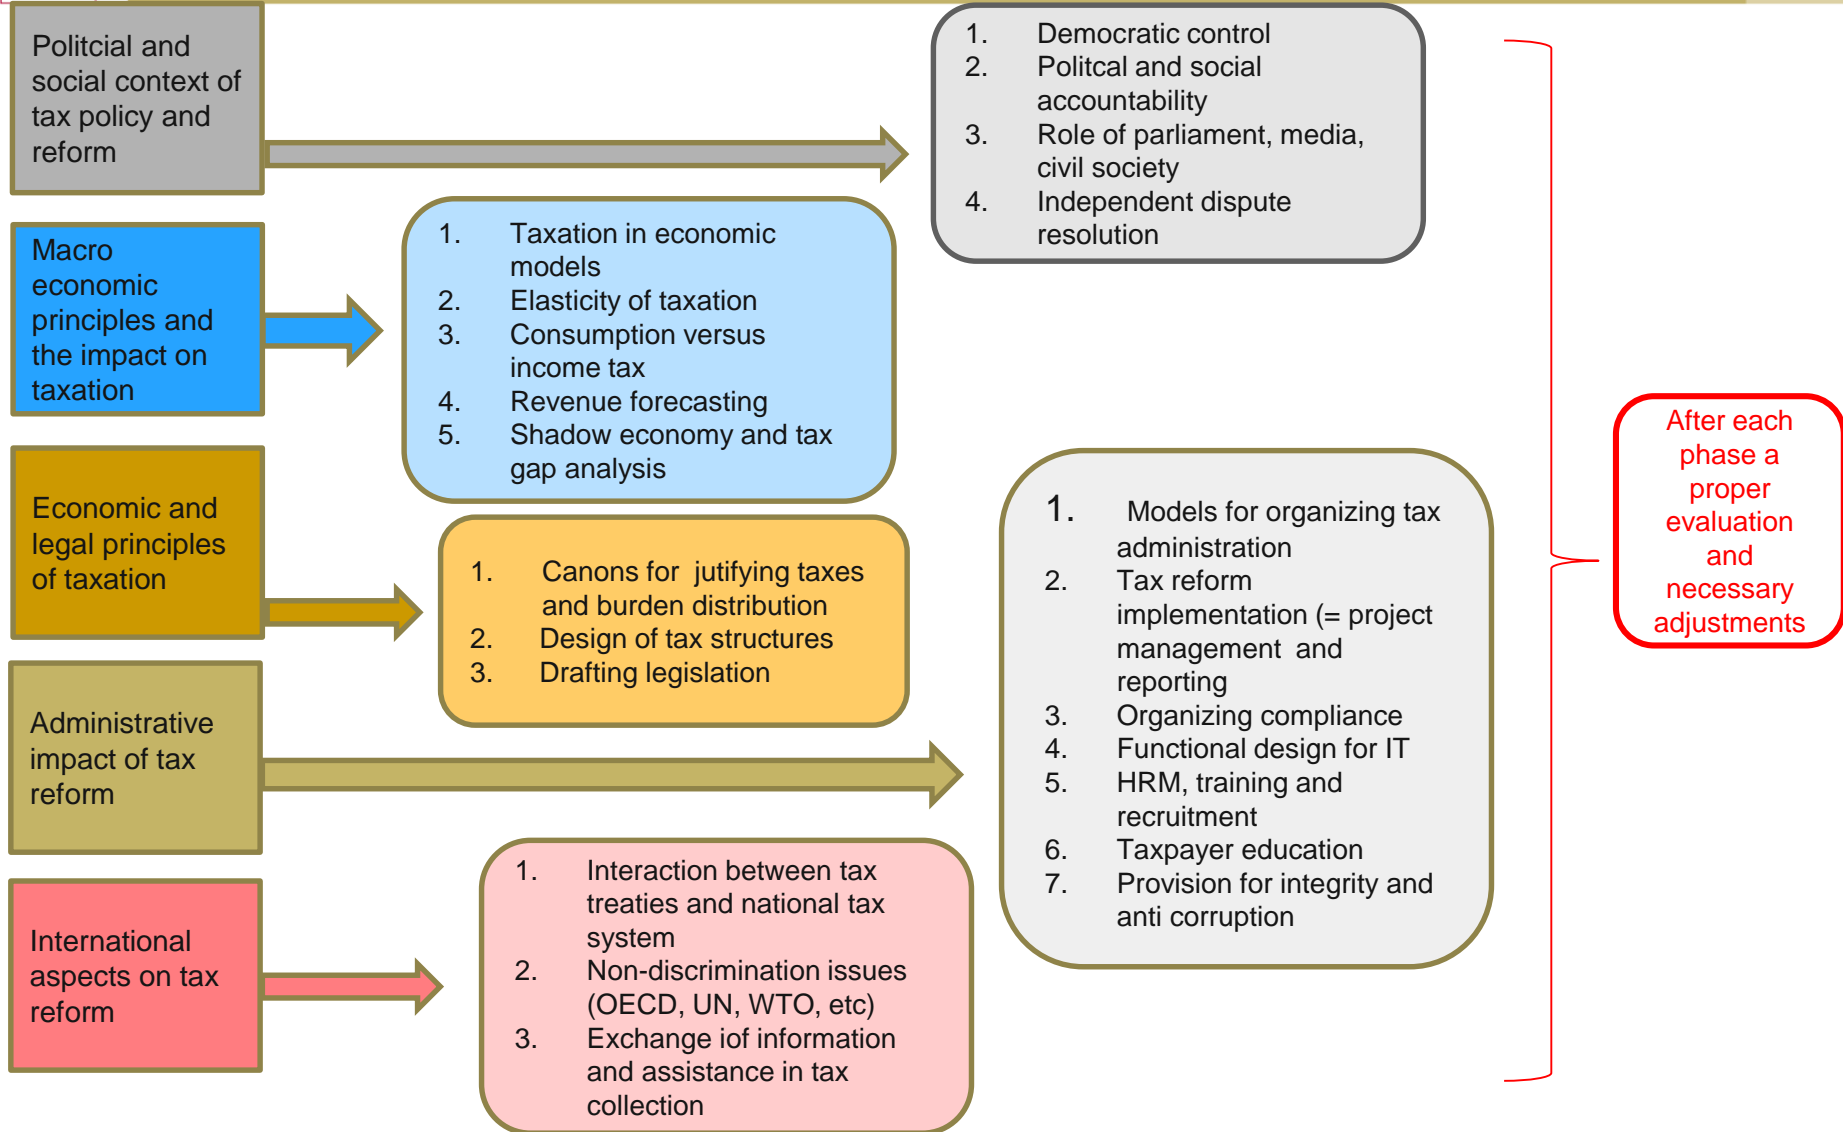 Politcial and
social context of
tax policy and
reform
1. Democratic control
2. Politcal and social
accountability
3. Role of parliament, media,
civil society
4. Independent dispute
resolution
Macro
economic
principles and
the impact on
taxation
1. Taxation in economic
models
2. Elasticity of taxation
3. Consumption versus
income tax
4. Revenue forecasting
5. Shadow economy and tax
gap analysis
Economic and
legal principles
of taxation
1. Canons for jutifying taxes
and burden distribution
2. Design of tax structures
3. Drafting legislation
Administrative
impact of tax
reform
1. Models for organizing tax
administration
2. Tax reform
implementation (= project
management and
reporting
3. Organizing compliance
4. Functional design for IT
5. HRM, training and
recruitment
6. Taxpayer education
7. Provision for integrity and
anti corruption
International
aspects on tax
reform
1. Interaction between tax
treaties and national tax
system
2. Non-discrimination issues
(OECD, UN, WTO, etc)
3. Exchange iof information
and assistance in tax
collection
After each
phase a
proper
evaluation
and
necessary
adjustments